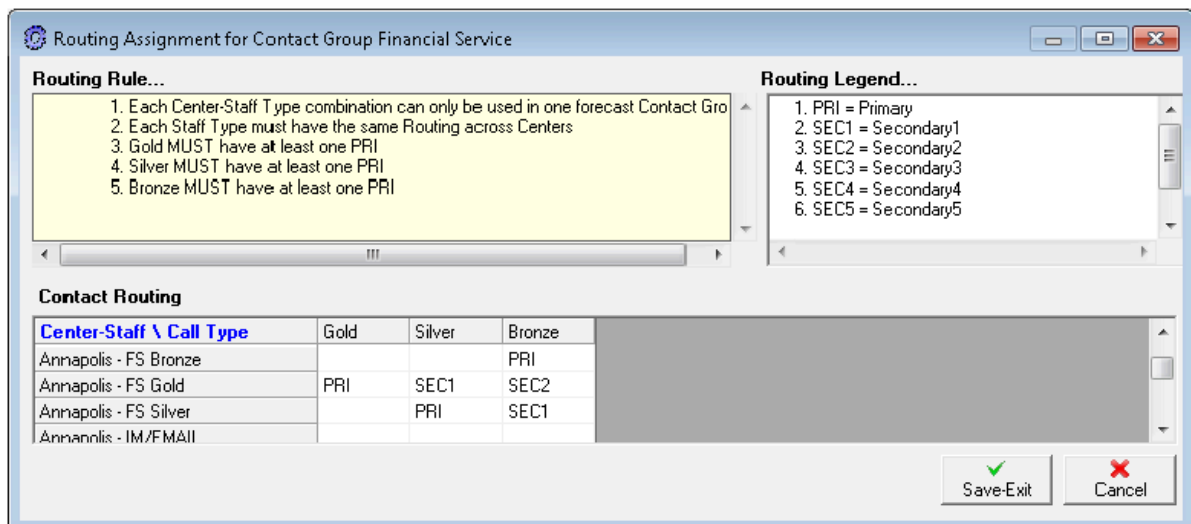 Routing Assignment for Contact Group Financial Service
Routing Rule...
1. Each Center-Staff Type combination can only be used in one forecast Contact Gro
2. Each Staff Type must have the same Routing across Centers
3. Gold MUST have at least one PRI
4. Silver MUST have at least one PRI
5. Bronze MUST have at least one PRI
Routing Legend...
1. PRI = Primary
2. SEC1 = Secondary1
3. SEC2 = Secondary2
4. SEC3 = Secondary3
5. SEC4 = Secondary4
6. SEC5 = Secondary5
Contact Routing
Center-Staff \ Call Type Gold Silver Bronze
Annapolis - FS Bronze PRI
Annapolis - FS Gold PRI SEC1 SEC2
Annapolis - FS Silver PRI SEC1
Annapolis - IM/EMAIL
Save-Exit Cancel